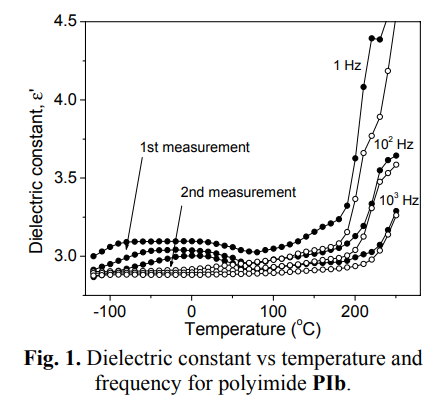 4.5
4.0
3.5
3.0
Dielectric constant, ε'
1 Hz
10² Hz
10³ Hz
1st measurement
2nd measurement
-100 0 100 200
Temperature (°C)
Fig. 1. Dielectric constant vs temperature and
frequency for polyimide PIb.